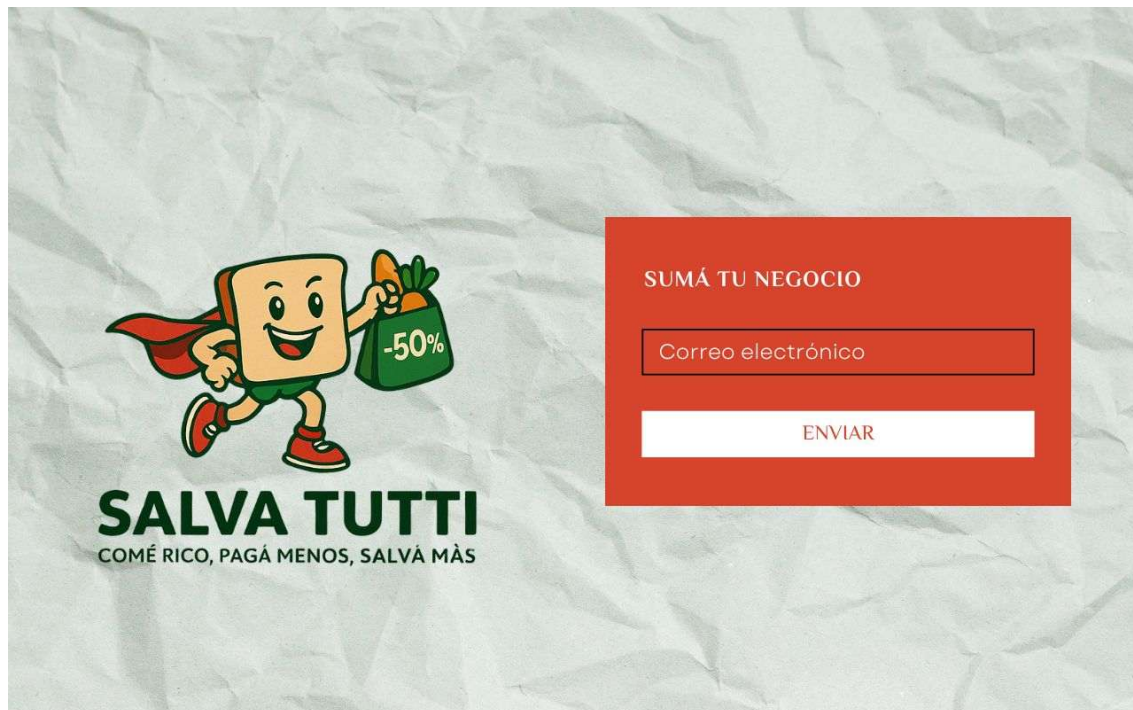 -50%
SALVA TUTTI
COMÉ RICO, PAGÁ MENOS, SALVÁ MÀS
SUMÁ TU NEGOCIO
Correo electrónico
ENVIAR